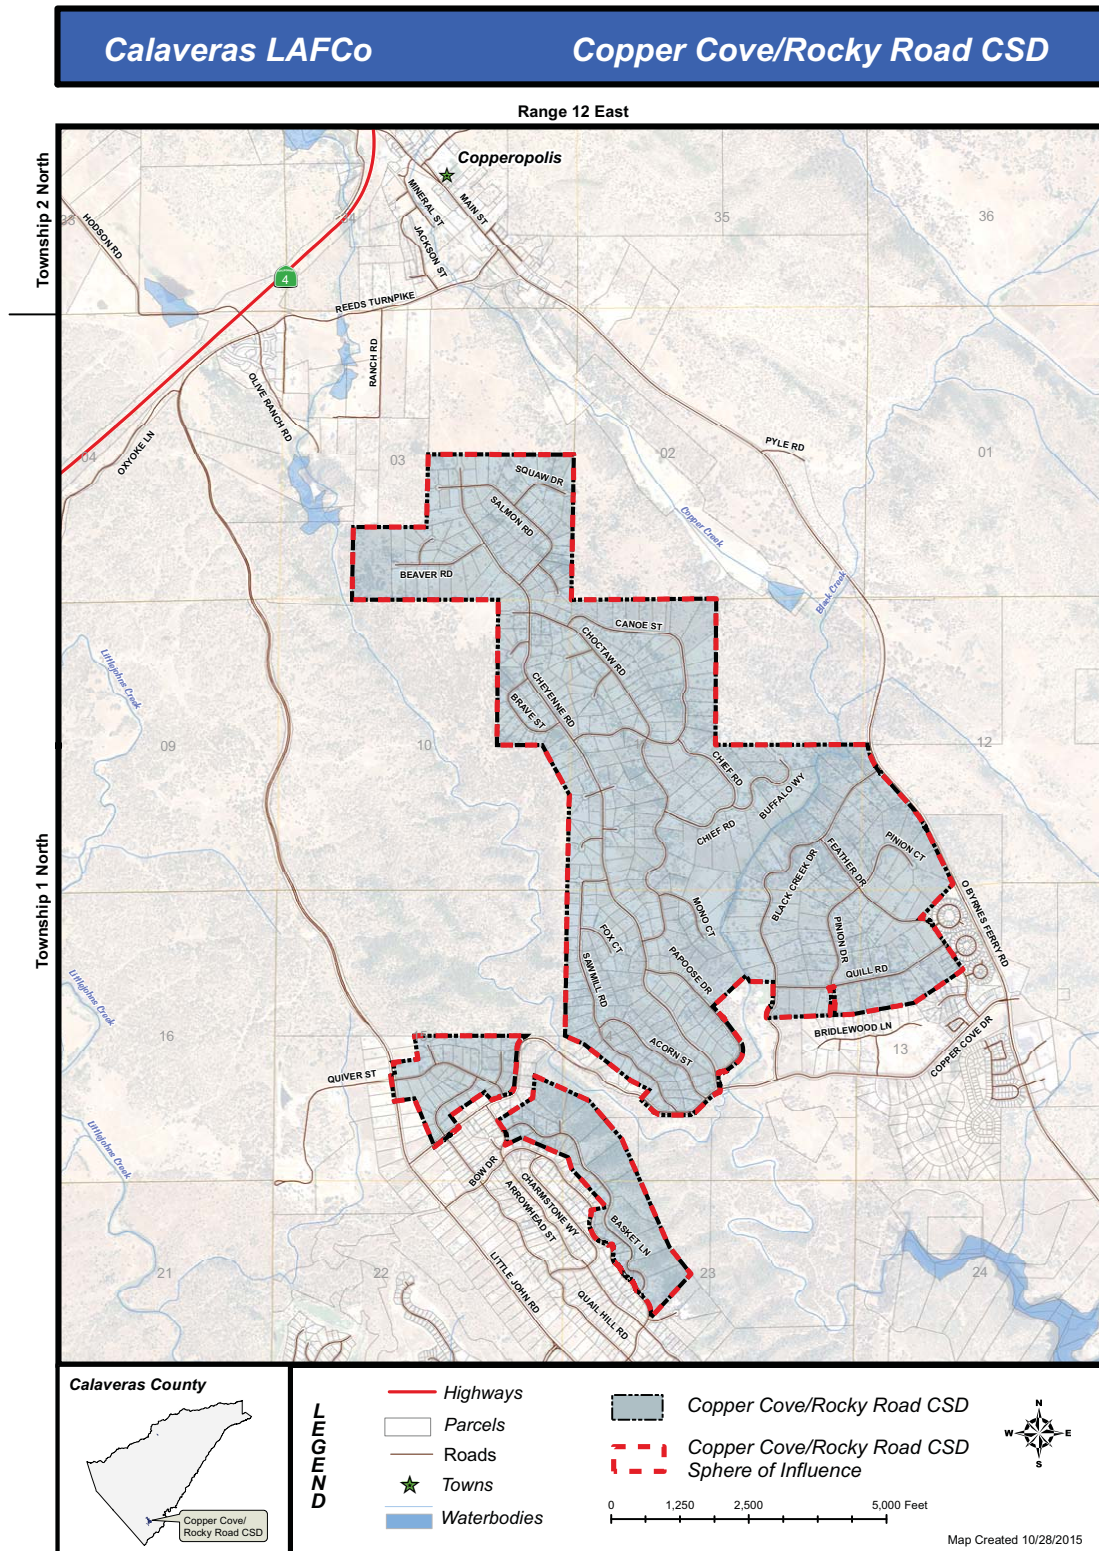 Calaveras LAFCo
Copper Cove/Rocky Road CSD
Range 12 East
Township 2 North
Township 1 North
Copperopolis
MINERAL ST
MAIN ST
JACKSON ST
HODSON RD
34
35
36
4
REEDS TURNPIKE
RANCH RD
OLIVE RANCH RD
OXYOKE LN
04
03
02
01
PYLE RD
SQUAW DR
SALMON RD
BEAVER RD
Copper Creek
Black Creek
CANOE ST
CHOCTAW RD
CHEYENNE RD
BRAVE ST
Littlejohns Creek
09
10
12
CHIEF RD
BUFFALO WY
CHIEF RD
BLACK CREEK DR
FEATHER DR
PINION CT
O BYRNES FERRY RD
MONO CT
FOX CT
PINION DR
PAPOOSE DR
SAWMILL RD
QUILL RD
Littlejohns Creek
16
15
ACORN ST
BRIDLEWOOD LN
13
COPPER COVE DR
QUIVER ST
Littlejohns Creek
BOW DR
CHARMSTONE WY
ARROWHEAD ST
BASKET LN
LITTLE JOHN RD
QUAIL HILL RD
21
22
23
24
Calaveras County
Copper Cove/
Rocky Road CSD
LEGEND
Highways
Parcels
Roads
Towns
Waterbodies
Copper Cove/Rocky Road CSD
Copper Cove/Rocky Road CSD
Sphere of Influence
0 1,250 2,500 5,000 Feet
N
W E
S
Map Created 10/28/2015